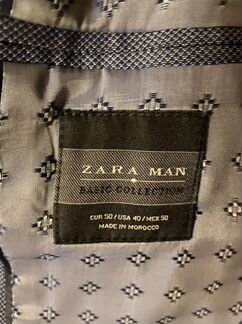 ZARA MAN
BASIC COLLECTION
EUR 50 / USA 40 / MEX 50
MADE IN MOROCCO